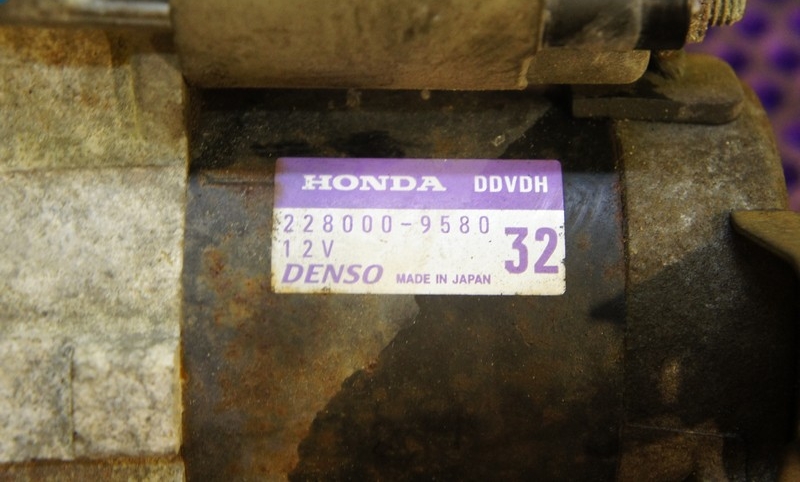 HONDA DDVDH
228000-9580
12V 32
DENSO MADE IN JAPAN